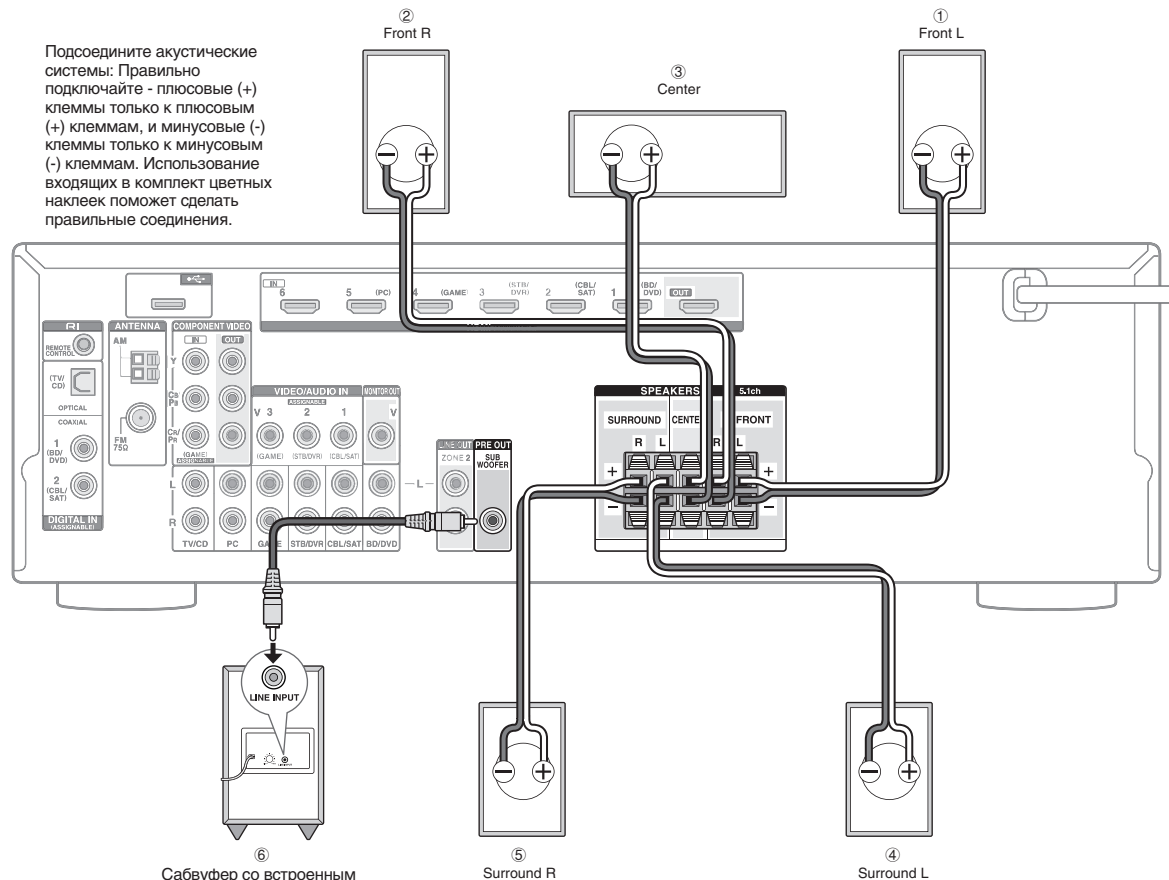 ②
Front R
①
Front L
③
Center
Подсоедините акустические
системы: Правильно
подключайте - плюсовые (+)
клеммы только к плюсовым
(+) клеммам, и минусовые (-)
клеммы только к минусовым
(-) клеммам. Использование
входящих в комплект цветных
наклеек поможет сделать
правильные соединения.
IN
6
5 (PC)
4 (GAME)
3 (STB/DVR)
2 (CBL/SAT)
1 (BD/DVD)
OUT
RI
REMOTE
CONTROL
(TV/
CD)
OPTICAL
COAXIAL
1
(BD/
DVD)
2
(CBL/
SAT)
DIGITAL IN
(ASSIGNABLE)
ANTENNA
AM
FM
75Ω
COMPONENT VIDEO
IN
OUT
Y
CB/
PB
CR/
PR
(GAME)
ASSIGNABLE
VIDEO/AUDIO IN
ASSIGNABLE
V 3 2 1
(GAME) (STB/DVR) (CBL/SAT)
MONITOR OUT
V
L
R
TV/CD PC GAME STB/DVR CBL/SAT BD/DVD
LINE OUT
ZONE 2
L
PRE OUT
SUB
WOOFER
SPEAKERS 5.1ch
SURROUND CENTER FRONT
R L R L
+ +
− −
LINE INPUT
⑥
Сабвуфер со встроенным
⑤
Surround R
④
Surround L